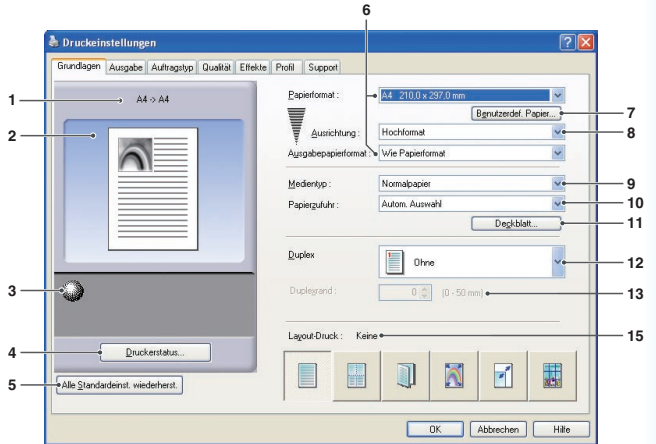 6
Druckeinstellungen
Grundlagen Ausgabe Auftragstyp Qualität Effekte Profil Support
1
A4 -> A4
2
3
4
Druckerstatus...
5
Alle Standardeinst. wiederherst.
Papierformat :
A4 210,0 x 297,0 mm
Benutzerdef. Papier...
7
Ausrichtung :
Hochformat
8
Ausgabepapierformat :
Wie Papierformat
Medientyp :
Normalpapier
9
Papierzufuhr :
Autom. Auswahl
10
Deckblatt...
11
Duplex
Ohne
12
Duplexrand :
0 (0 - 50 mm)
13
Layout-Druck : Keine
15
OK Abbrechen Hilfe